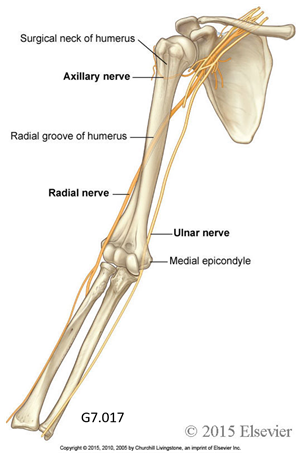 Surgical neck of humerus
Axillary nerve
Radial groove of humerus
Radial nerve
Ulnar nerve
Medial epicondyle
G7.017
© 2015 Elsevier
Copyright © 2015, 2010, 2005 by Churchill Livingstone, an imprint of Elsevier Inc.